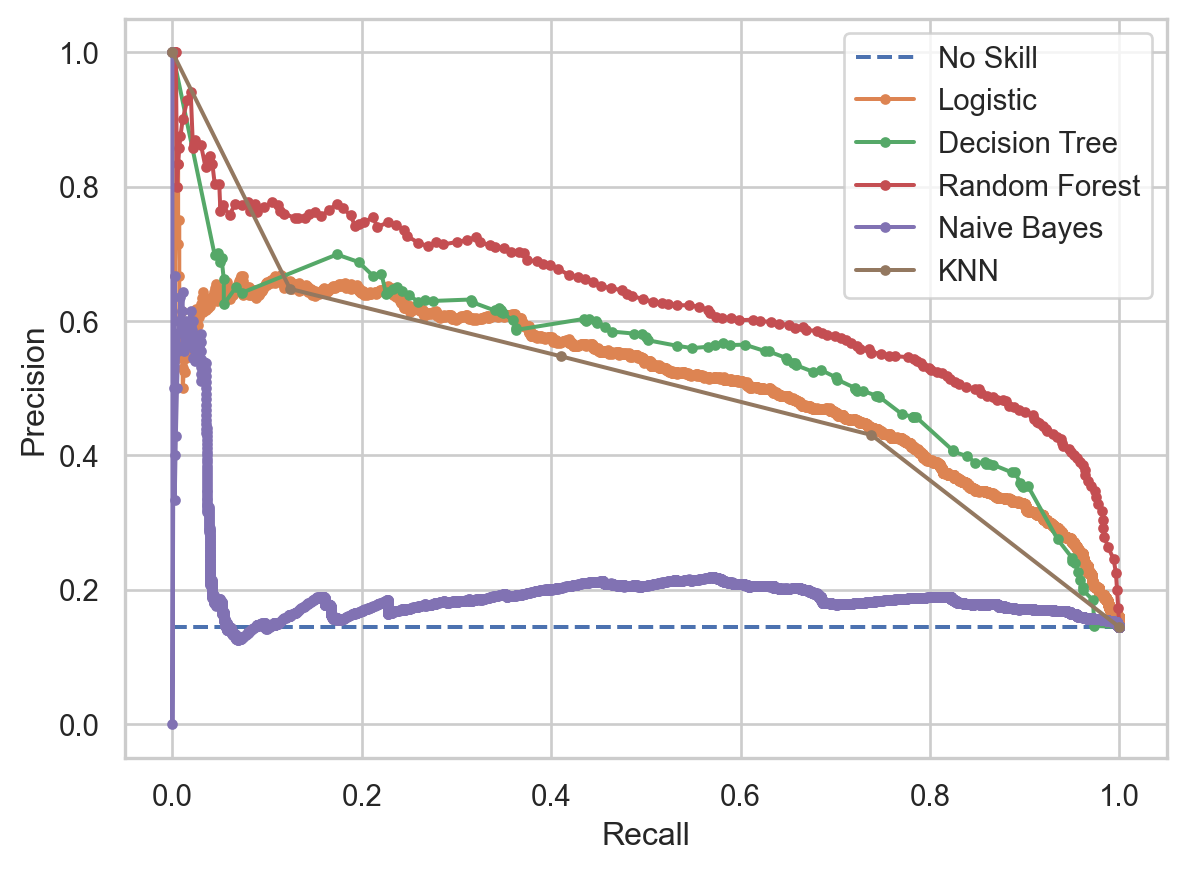 1.0
0.8
0.6
0.4
0.2
0.0
Precision
No Skill
Logistic
Decision Tree
Random Forest
Naive Bayes
KNN
0.0 0.2 0.4 0.6 0.8 1.0
Recall